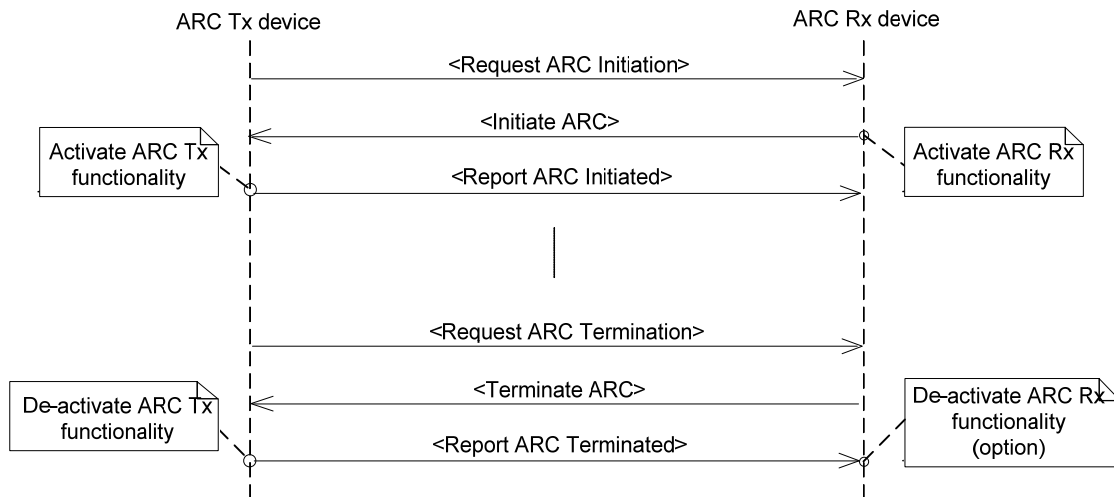 ARC Tx device
ARC Rx device
<Request ARC Initiation>
<Initiate ARC>
Activate ARC Tx
functionality
Activate ARC Rx
functionality
<Report ARC Initiated>
<Request ARC Termination>
<Terminate ARC>
De-activate ARC Tx
functionality
De-activate ARC Rx
functionality
(option)
<Report ARC Terminated>